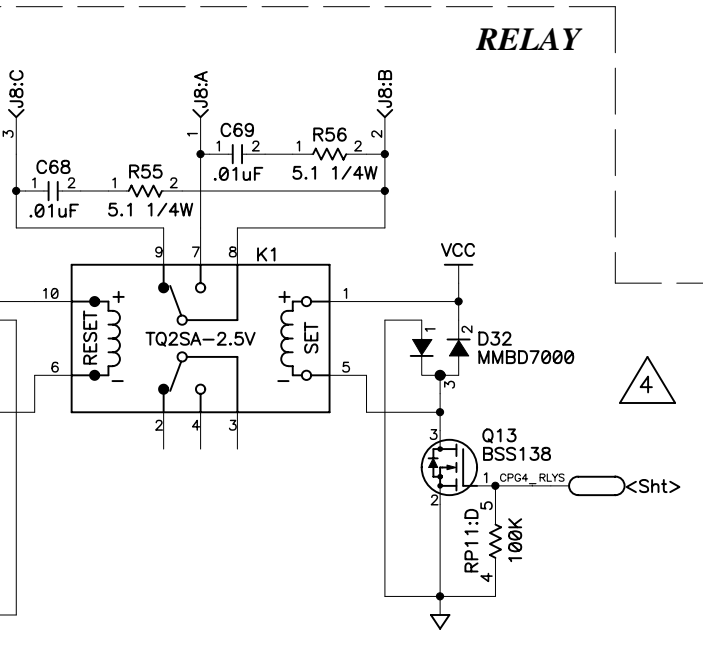 RELAY
J8:C
J8:A
J8:B
3
1
2
C69
1 2
.01uF
R56
1 2
5.1 1/4W
C68
1 2
.01uF
R55
1 2
5.1 1/4W
9 7 8
K1
VCC
10
+
RESET
-
6
TQ2SA-2.5V
+
SET
-
1
5
2 4 3
1
2
3
D32
MMBD7000
4
Q13
BSS138
3
1
2
CPG4_RLYS
<Sht>
RP11:D
5
4
100K